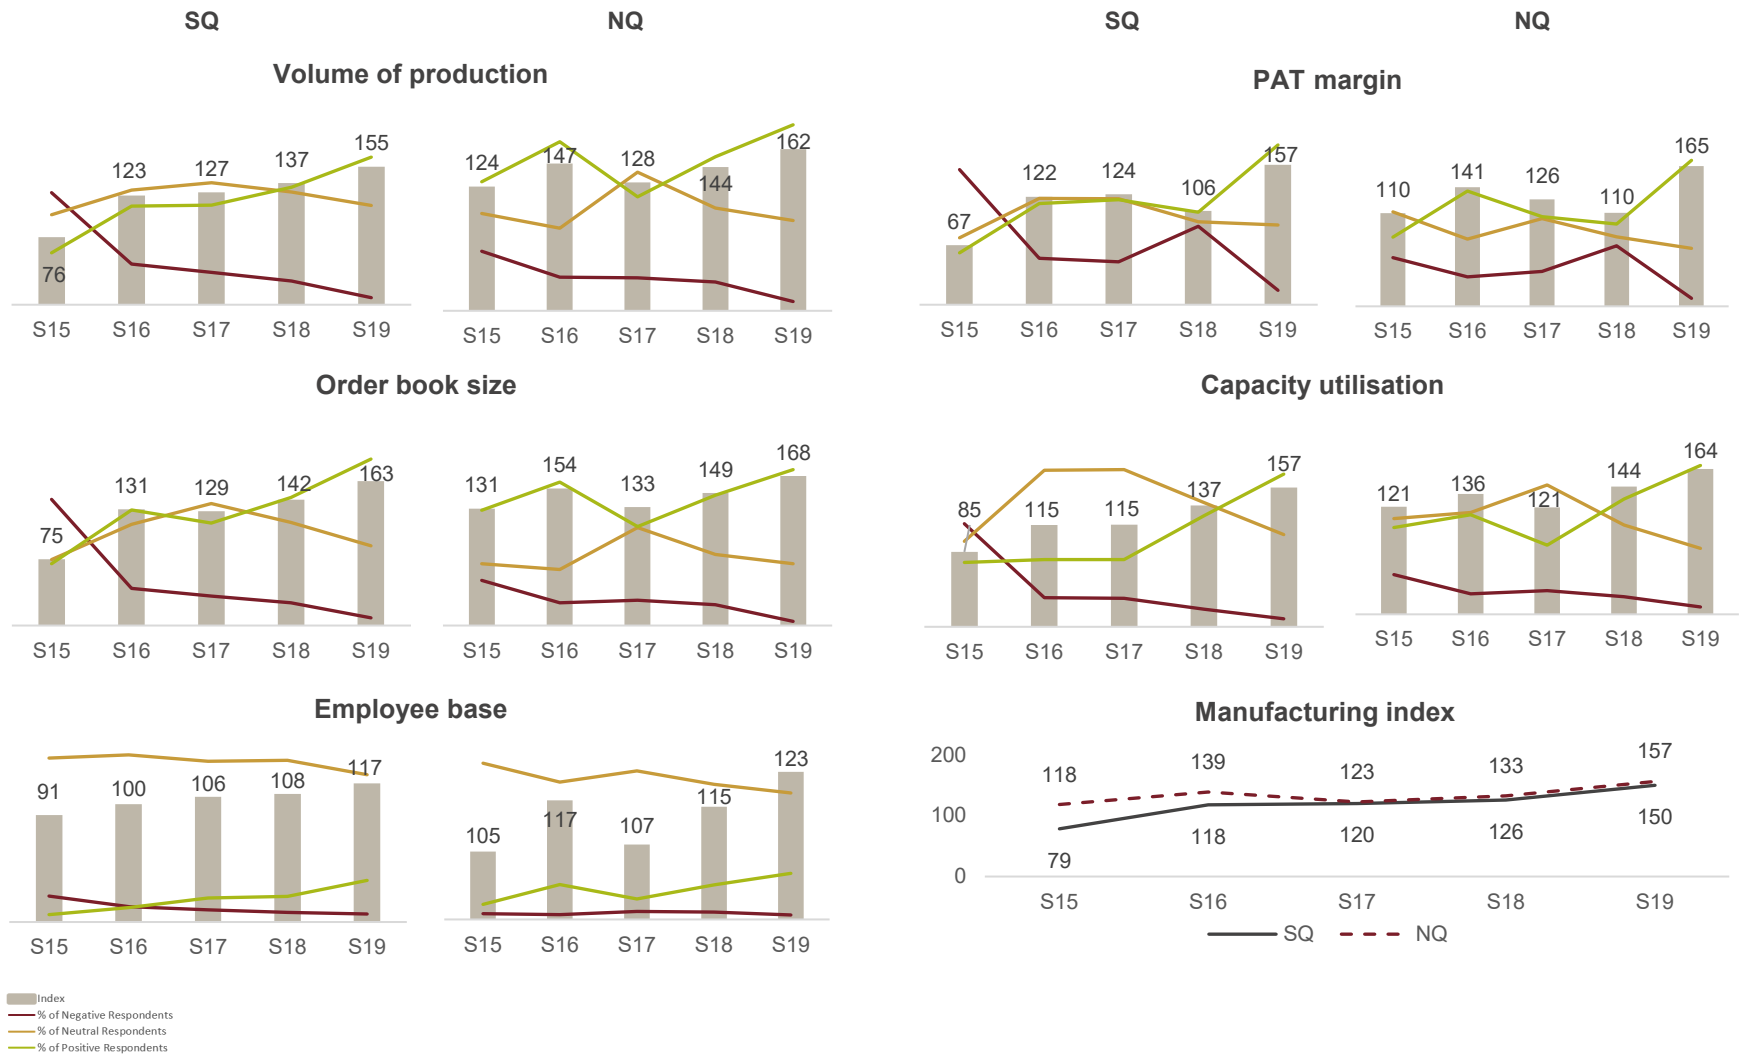 SQ NQ SQ NQ
Volume of production
76 123 127 137 155
S15 S16 S17 S18 S19
124 147 128 144 162
S15 S16 S17 S18 S19
PAT margin
67 122 124 106 157
S15 S16 S17 S18 S19
110 141 126 110 165
S15 S16 S17 S18 S19
Order book size
75 131 129 142 163
S15 S16 S17 S18 S19
131 154 133 149 168
S15 S16 S17 S18 S19
Capacity utilisation
85 115 115 137 157
S15 S16 S17 S18 S19
121 136 121 144 164
S15 S16 S17 S18 S19
Employee base
91 100 106 108 117
S15 S16 S17 S18 S19
105 117 107 115 123
S15 S16 S17 S18 S19
Manufacturing index
200
100
0
118 139 123 133 157
79 118 120 126 150
S15 S16 S17 S18 S19
SQ NQ
Index
% of Negative Respondents
% of Neutral Respondents
% of Positive Respondents